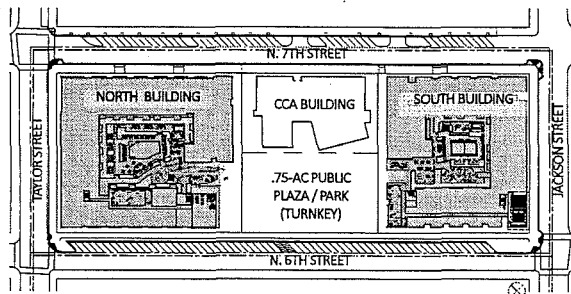 N. 7TH STREET
NORTH BUILDING
CCA BUILDING
SOUTH BUILDING
TAYLOR STREET
.75-AC PUBLIC
PLAZA / PARK
(TURNKEY)
JACKSON STREET
N. 6TH STREET